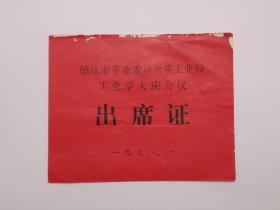 镇江市革命委员会重工业局
工业学大庆会议
出席证
一九七八.一